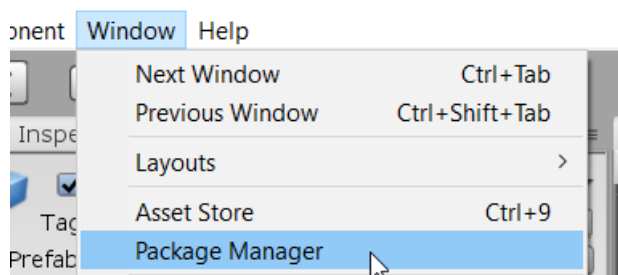 onent Window Help
Next Window Ctrl+Tab
Previous Window Ctrl+Shift+Tab
Inspe
Layouts >
Tag
Asset Store Ctrl+9
Prefab
Package Manager